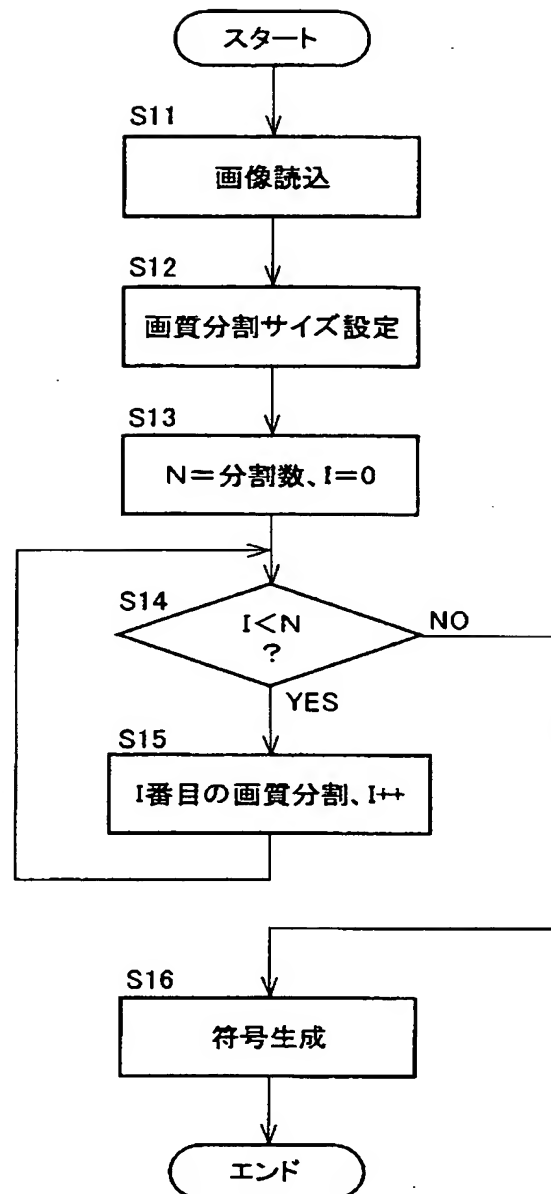 スタート
S11
画像読込
S12
画質分割サイズ設定
S13
N=分割数、I=0
S14
I<N
?
NO
YES
S15
I番目の画質分割、I++
S16
符号生成
エンド